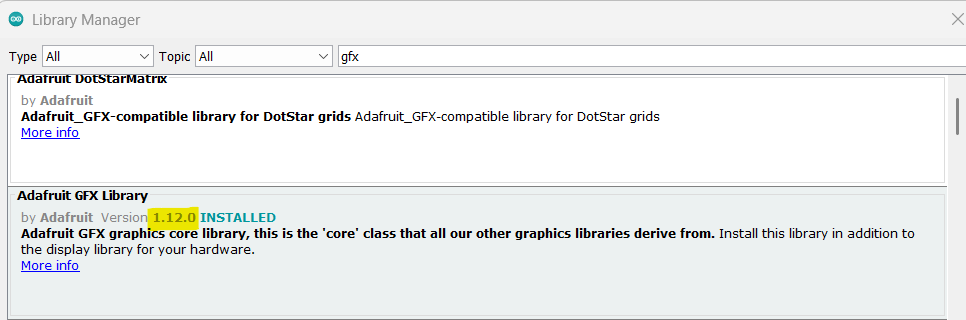 Library Manager
Type All Topic All gfx
Adafruit DotStarMatrix
by Adafruit
Adafruit_GFX-compatible library for DotStar grids Adafruit_GFX-compatible library for DotStar grids
More info
Adafruit GFX Library
by Adafruit Version 1.12.0 INSTALLED
Adafruit GFX graphics core library, this is the 'core' class that all our other graphics libraries derive from. Install this library in addition to
the display library for your hardware.
More info